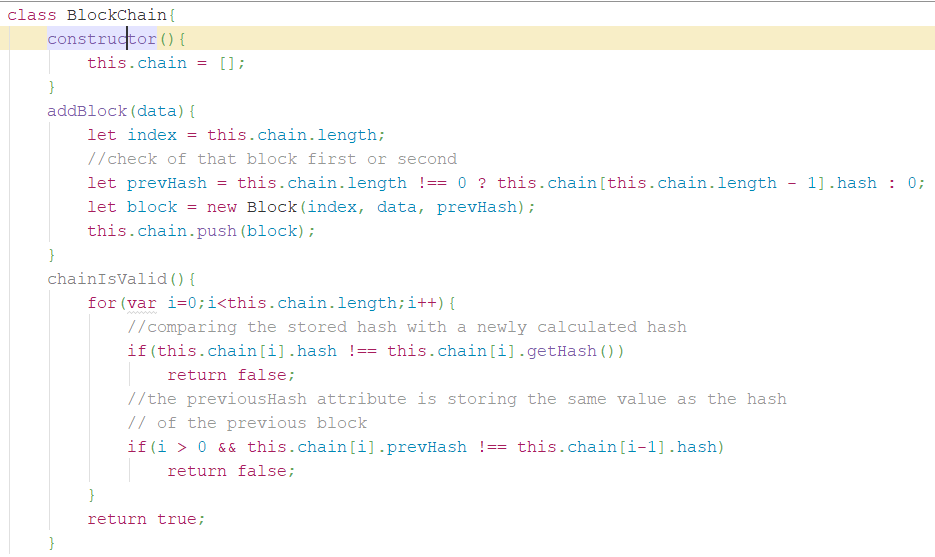 class BlockChain{
    constructor(){
        this.chain = [];
    }
    addBlock(data){
        let index = this.chain.length;
        //check of that block first or second
        let prevHash = this.chain.length !== 0 ? this.chain[this.chain.length - 1].hash : 0;
        let block = new Block(index, data, prevHash);
        this.chain.push(block);
    }
    chainIsValid(){
        for(var i=0;i<this.chain.length;i++){
            //comparing the stored hash with a newly calculated hash
            if(this.chain[i].hash !== this.chain[i].getHash())
                return false;
            //the previousHash attribute is storing the same value as the hash
            // of the previous block
            if(i > 0 && this.chain[i].prevHash !== this.chain[i-1].hash)
                return false;
        }
        return true;
    }